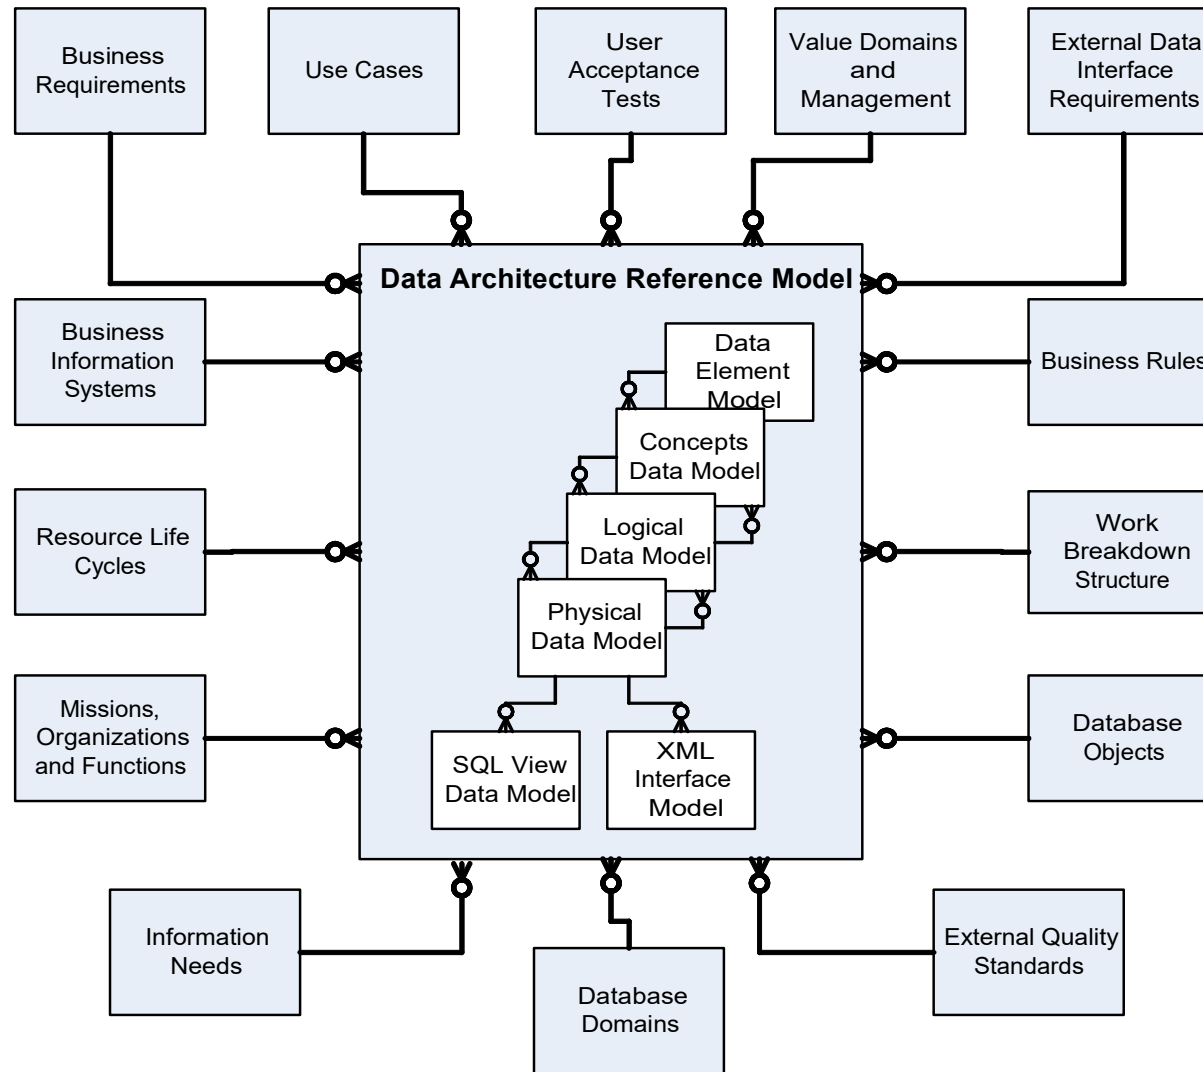 Business
Requirements
Use Cases
User
Acceptance
Tests
Value Domains
and
Management
External Data
Interface
Requirements
Data Architecture Reference Model
Business
Information
Systems
Business Rules
Data
Element
Model
Concepts
Data Model
Logical
Data Model
Physical
Data Model
Resource Life
Cycles
Work
Breakdown
Structure
Missions,
Organizations
and Functions
SQL View
Data Model
XML
Interface
Model
Database
Objects
Information
Needs
Database
Domains
External Quality
Standards